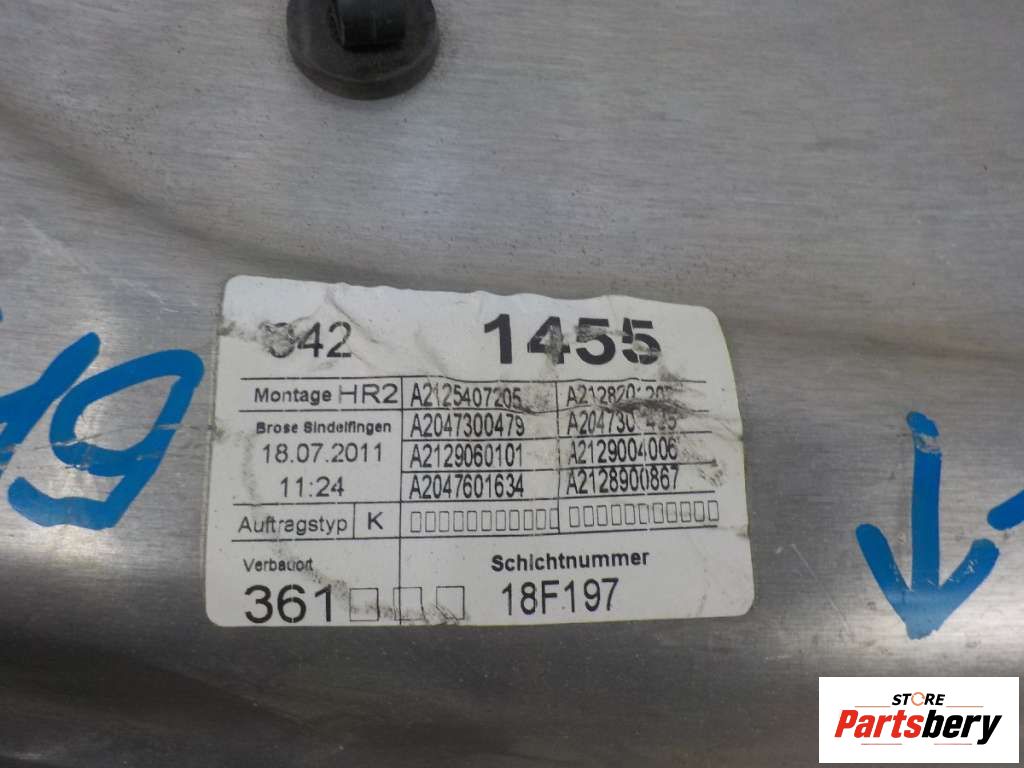 1455
Montage HR2 A2125407205
Brose Sindelfingen A2047300479
18.07.2011 A2129060101 A2129004006
11:24 A2047601634 A2128900867
Auftragstyp K
Verbauort Schichtnummer
361 18F197
19
STORE
Partsbery